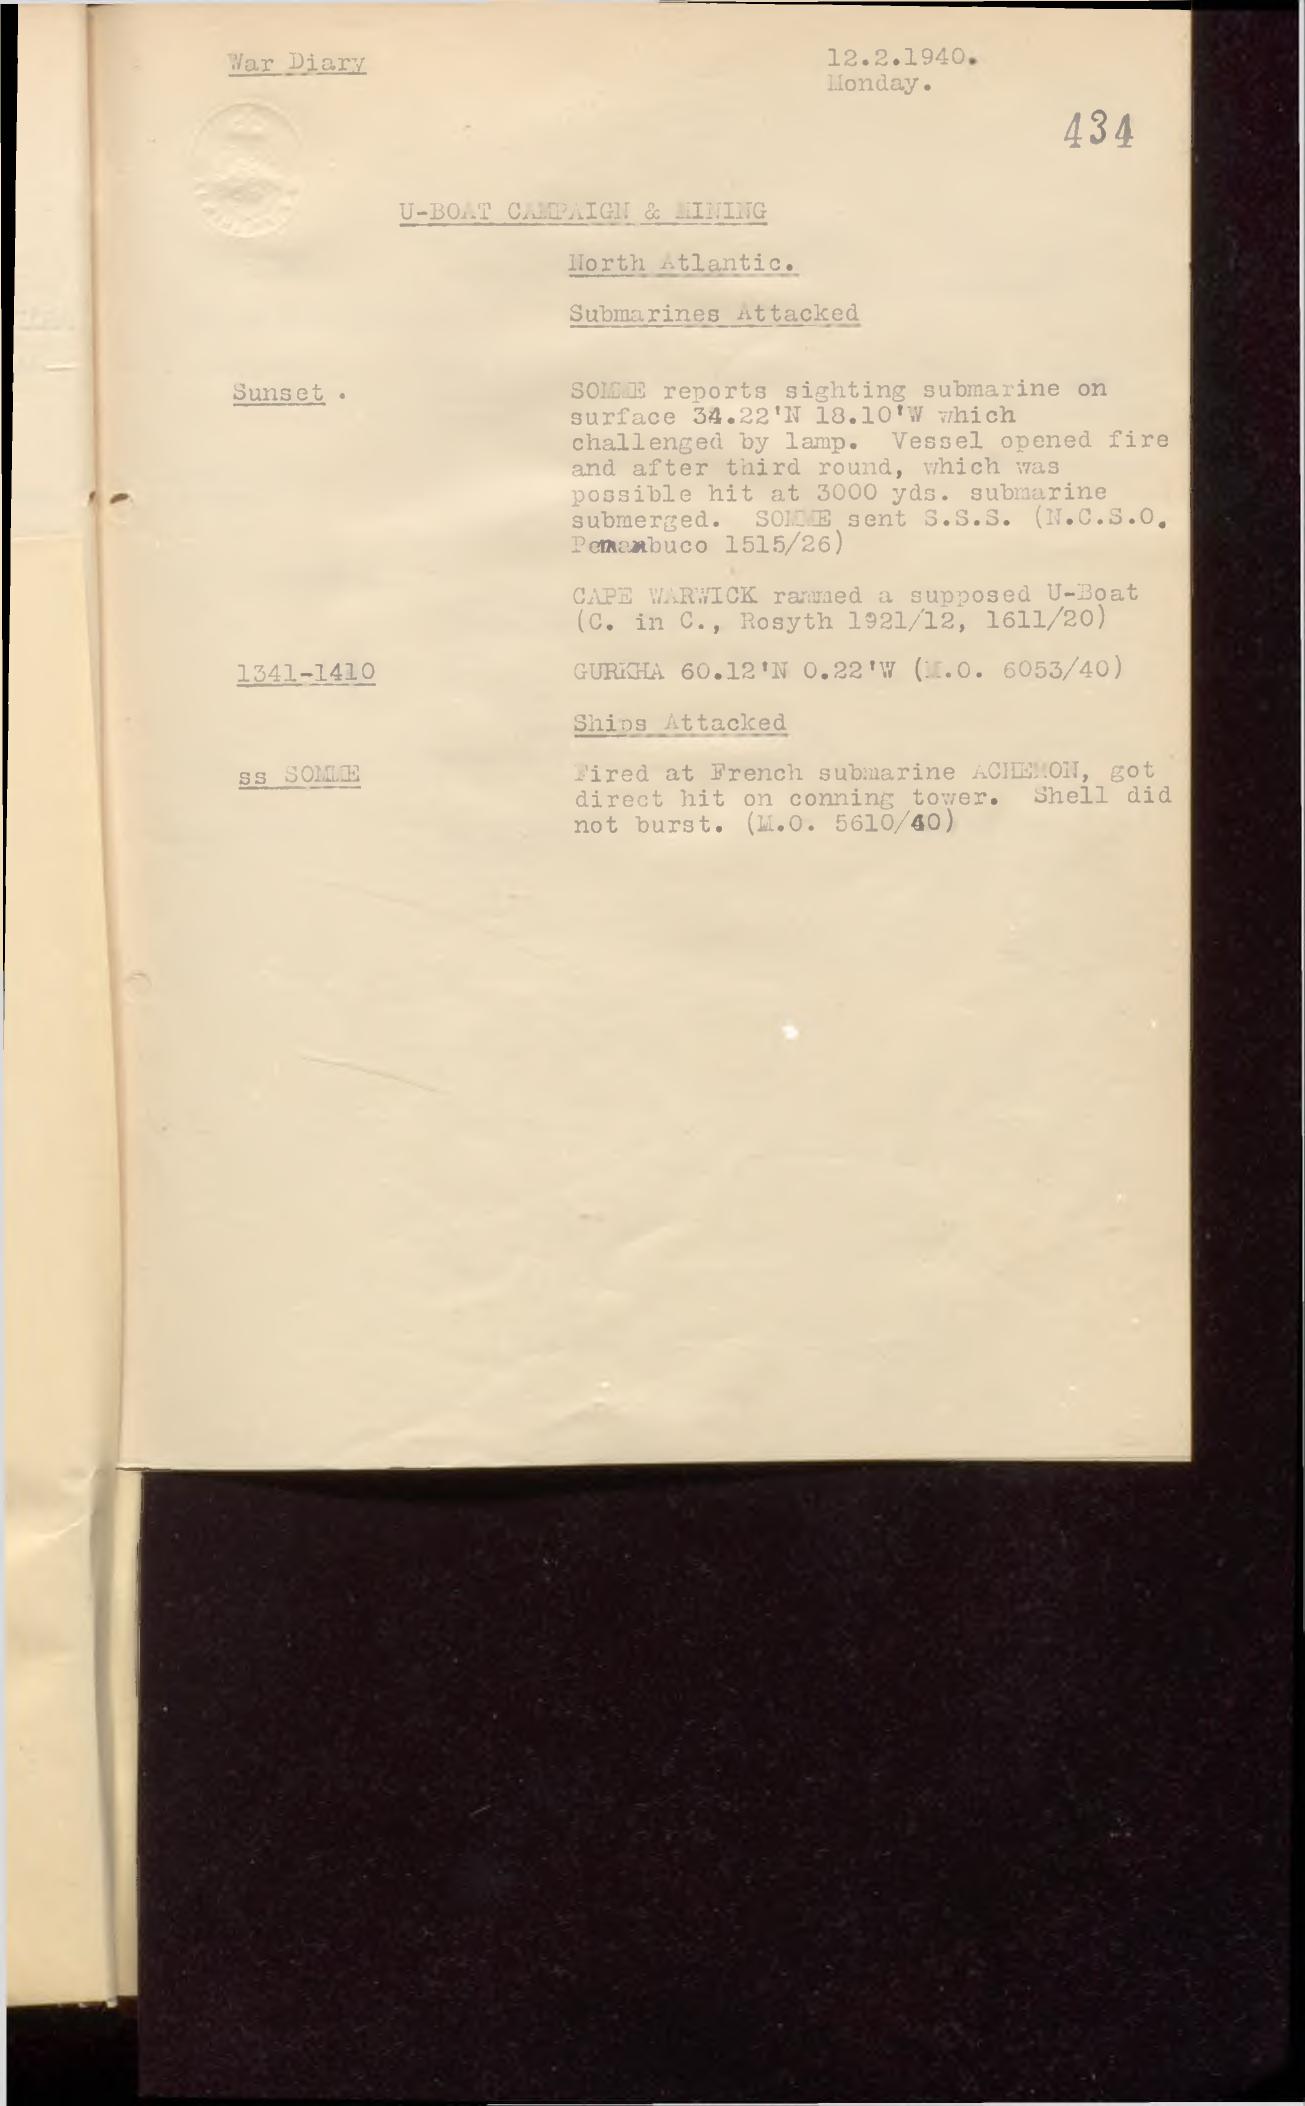 War Diary
12.2.1940.
Monday.
434
U-BOAT CAMPAIGN & MINING
North Atlantic.
Submarines Attacked
Sunset .
SOMME reports sighting submarine on
surface 34.22'N 18.10'W which
challenged by lamp. Vessel opened fire
and after third round, which was
possible hit at 3000 yds. submarine
submerged. SOMME sent S.S.S. (N.C.S.O.
Penambuco 1515/26)
CAPE WARWICK rammed a supposed U-Boat
(C. in C., Rosyth 1921/12, 1611/20)
1341-1410
GURKHA 60.12'N 0.22'W (M.O. 6053/40)
Ships Attacked
ss SOMME
Fired at French submarine ACHEMON, got
direct hit on conning tower. Shell did
not burst. (M.O. 5610/40)